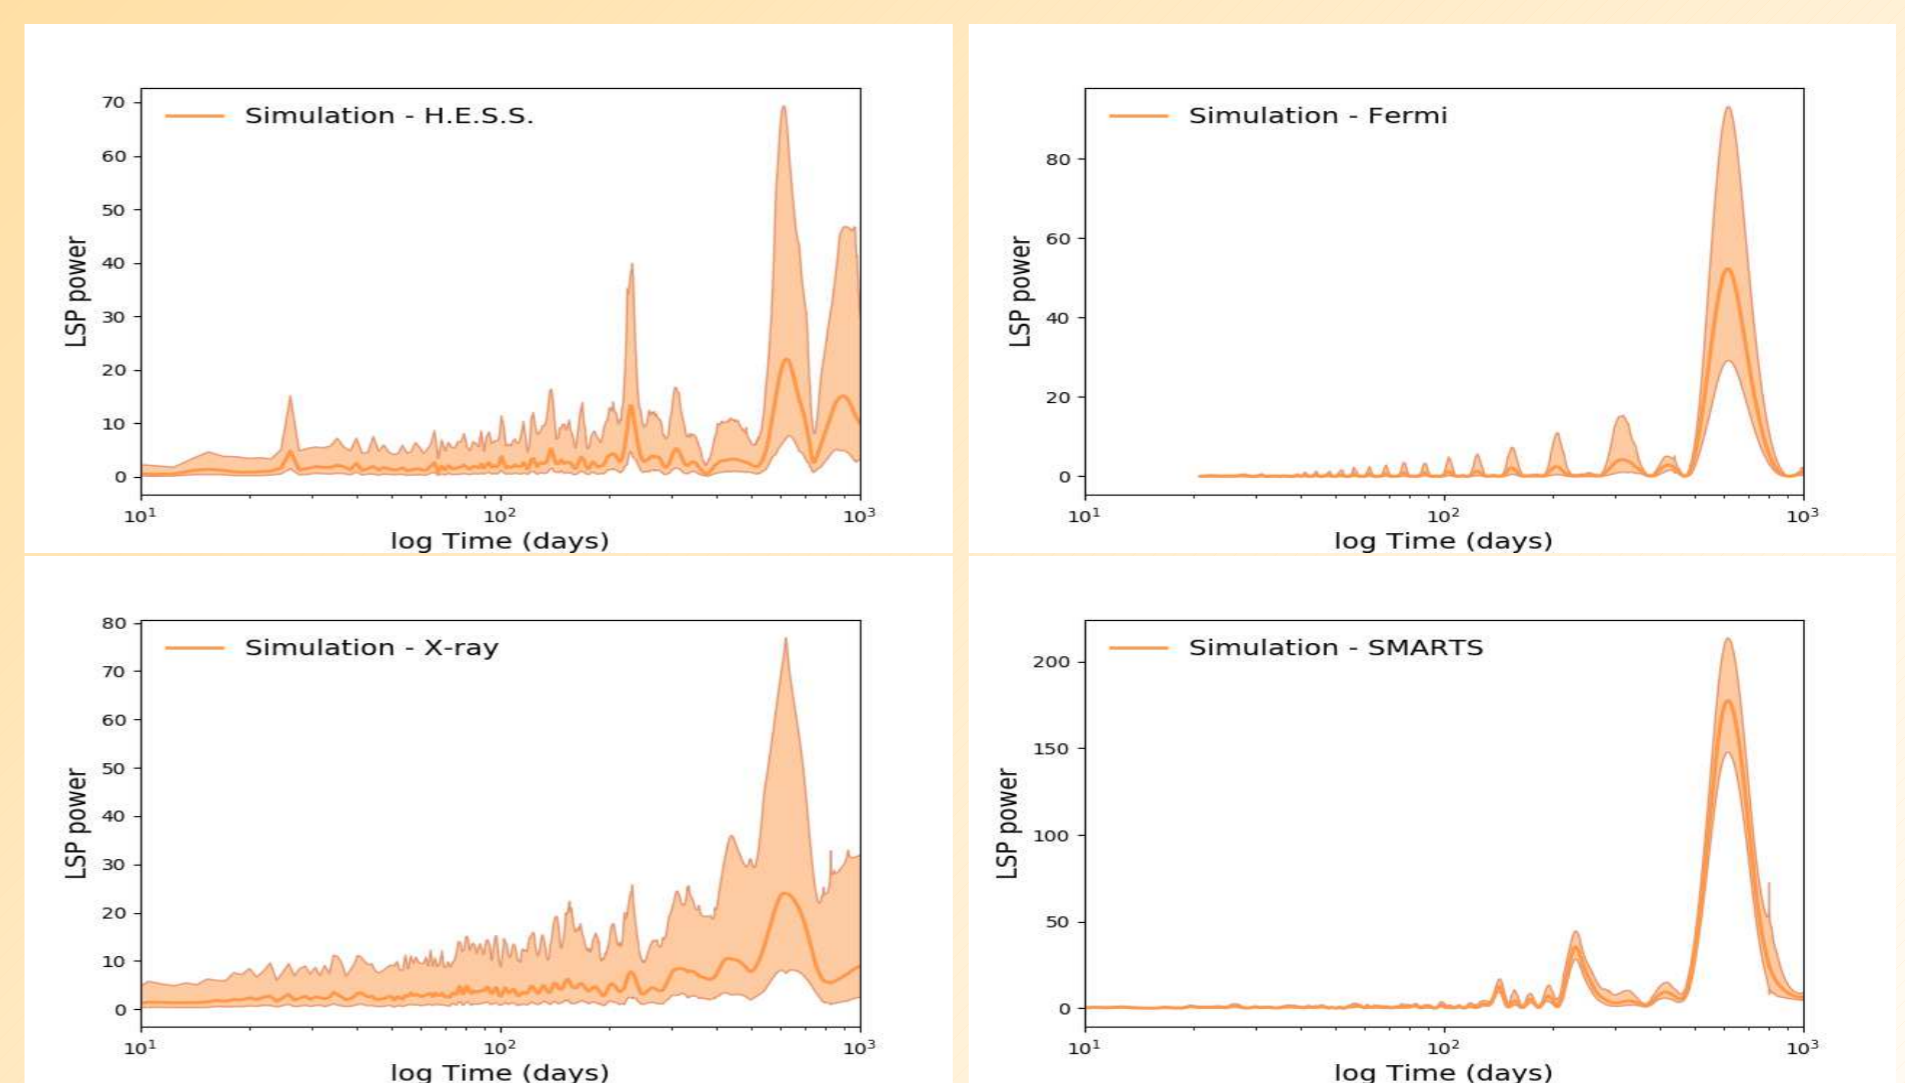 Simulation - H.E.S.S.
LSP power
70
60
50
40
30
20
10
0
10¹ 10² 10³
log Time (days)
Simulation - Fermi
LSP power
80
60
40
20
0
10¹ 10² 10³
log Time (days)
Simulation - X-ray
LSP power
80
70
60
50
40
30
20
10
0
10¹ 10² 10³
log Time (days)
Simulation - SMARTS
LSP power
200
150
100
50
0
10¹ 10² 10³
log Time (days)